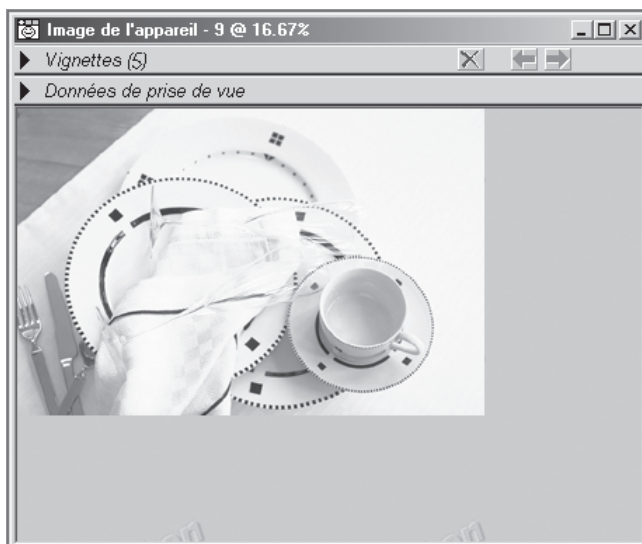 Image de l'appareil - 9 @ 16.67%
Vignettes (5)
Données de prise de vue